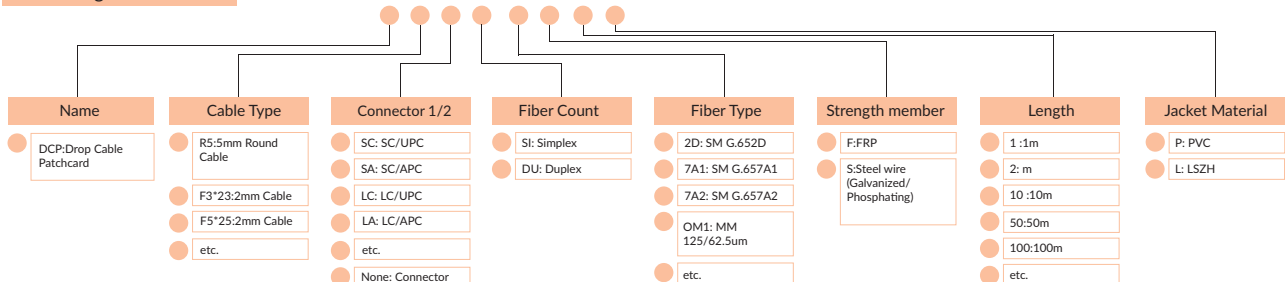 Name
DCP:Drop Cable
Patchcard
Cable Type
R5:5mm Round
Cable
F3*23:2mm Cable
F5*25:2mm Cable
etc.
Connector 1/2
SC: SC/UPC
SA: SC/APC
LC: LC/UPC
LA: LC/APC
etc.
None: Connector
Fiber Count
SI: Simplex
DU: Duplex
Fiber Type
2D: SM G.652D
7A1: SM G.657A1
7A2: SM G.657A2
OM1: MM
125/62.5um
etc.
Strength member
F:FRP
S:Steel wire
(Galvanized/
Phosphating)
Length
1 :1m
2: m
10 :10m
50:50m
100:100m
etc.
Jacket Material
P: PVC
L: LSZH